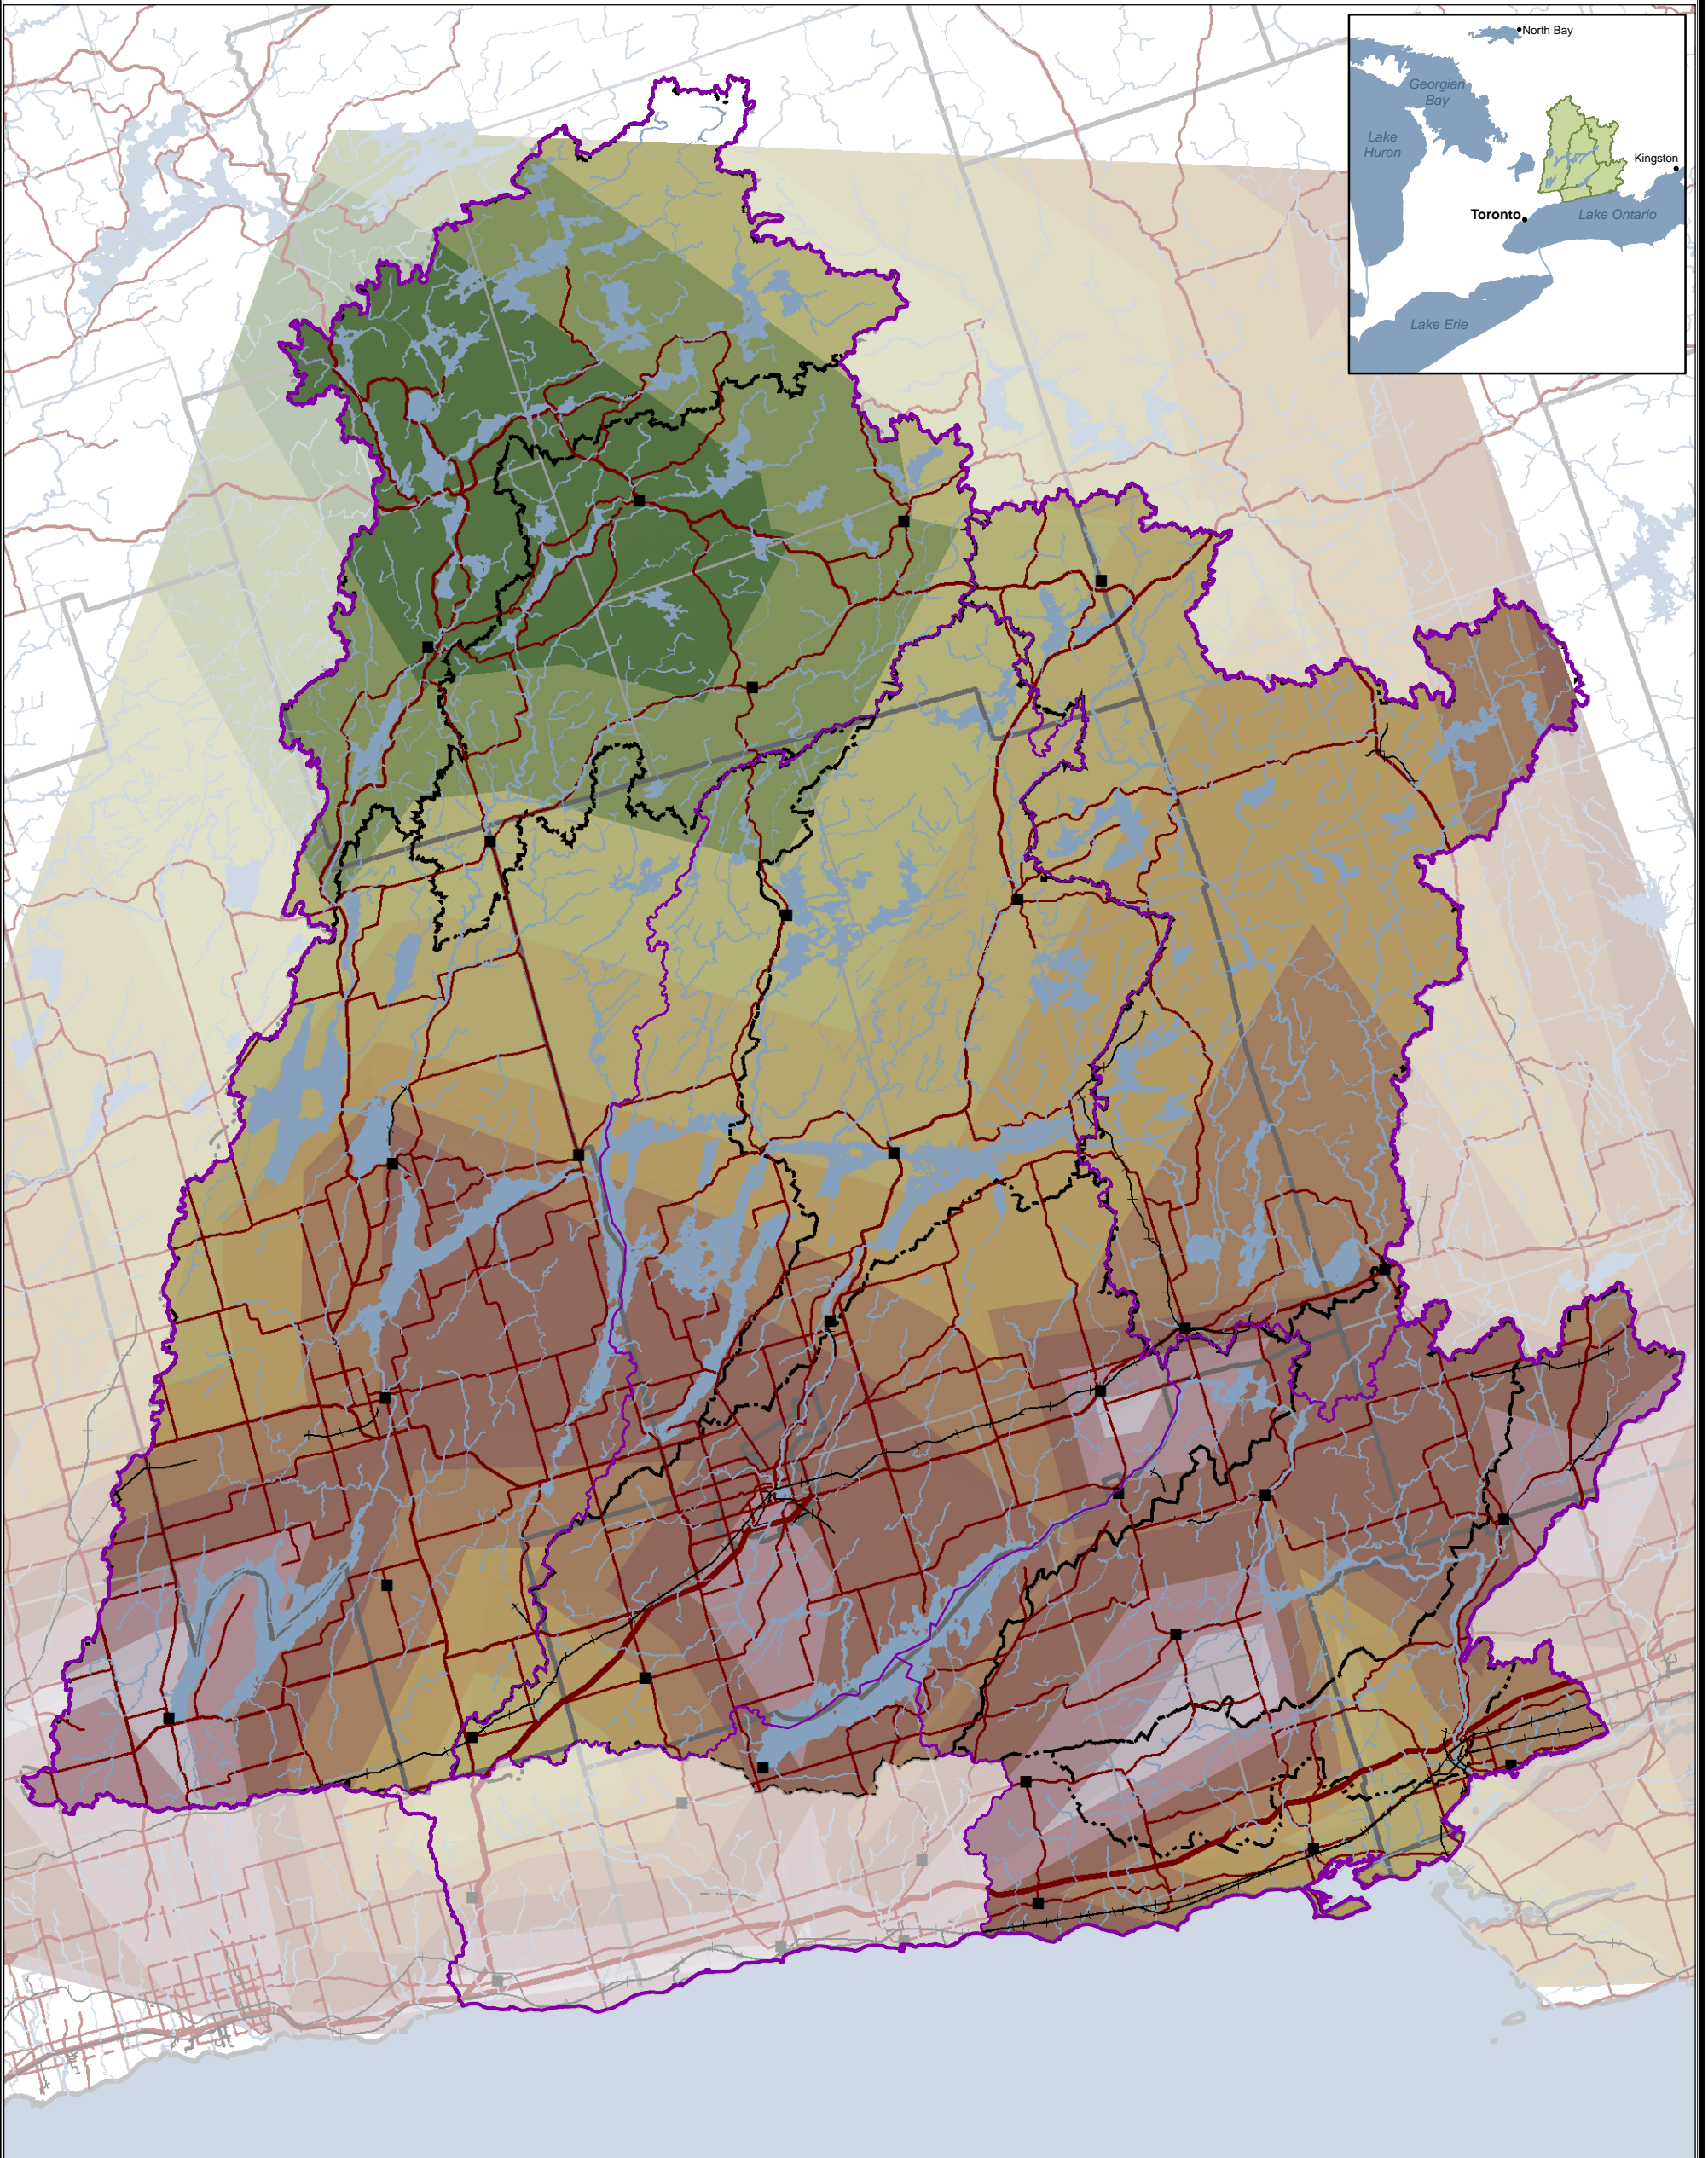 North Bay
Georgian
Bay
Lake
Huron
Kingston
Toronto
Lake Ontario
Lake Erie